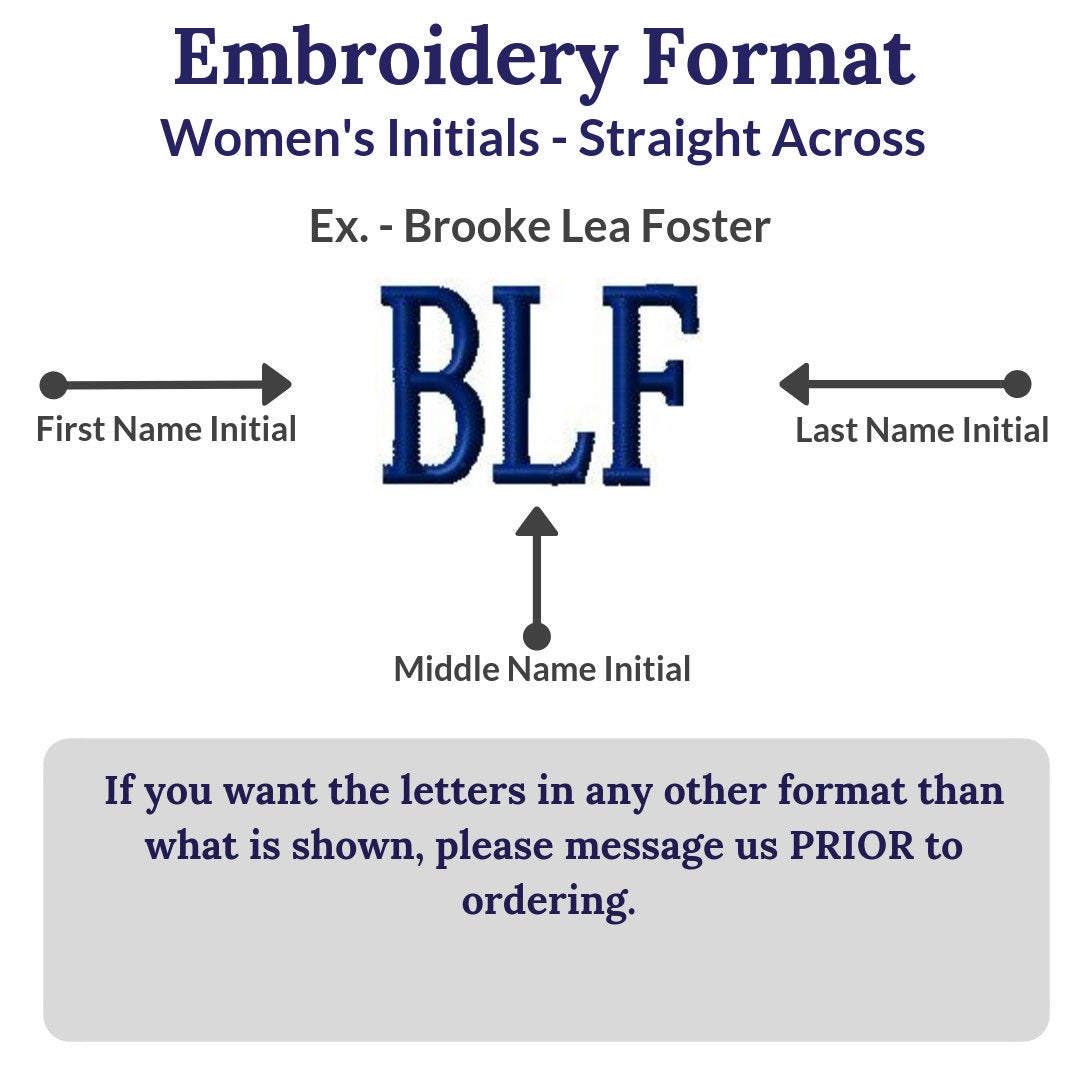 Embroidery Format
Women's Initials - Straight Across
Ex. - Brooke Lea Foster
BLF
First Name Initial
Last Name Initial
Middle Name Initial
If you want the letters in any other format than
what is shown, please message us PRIOR to
ordering.